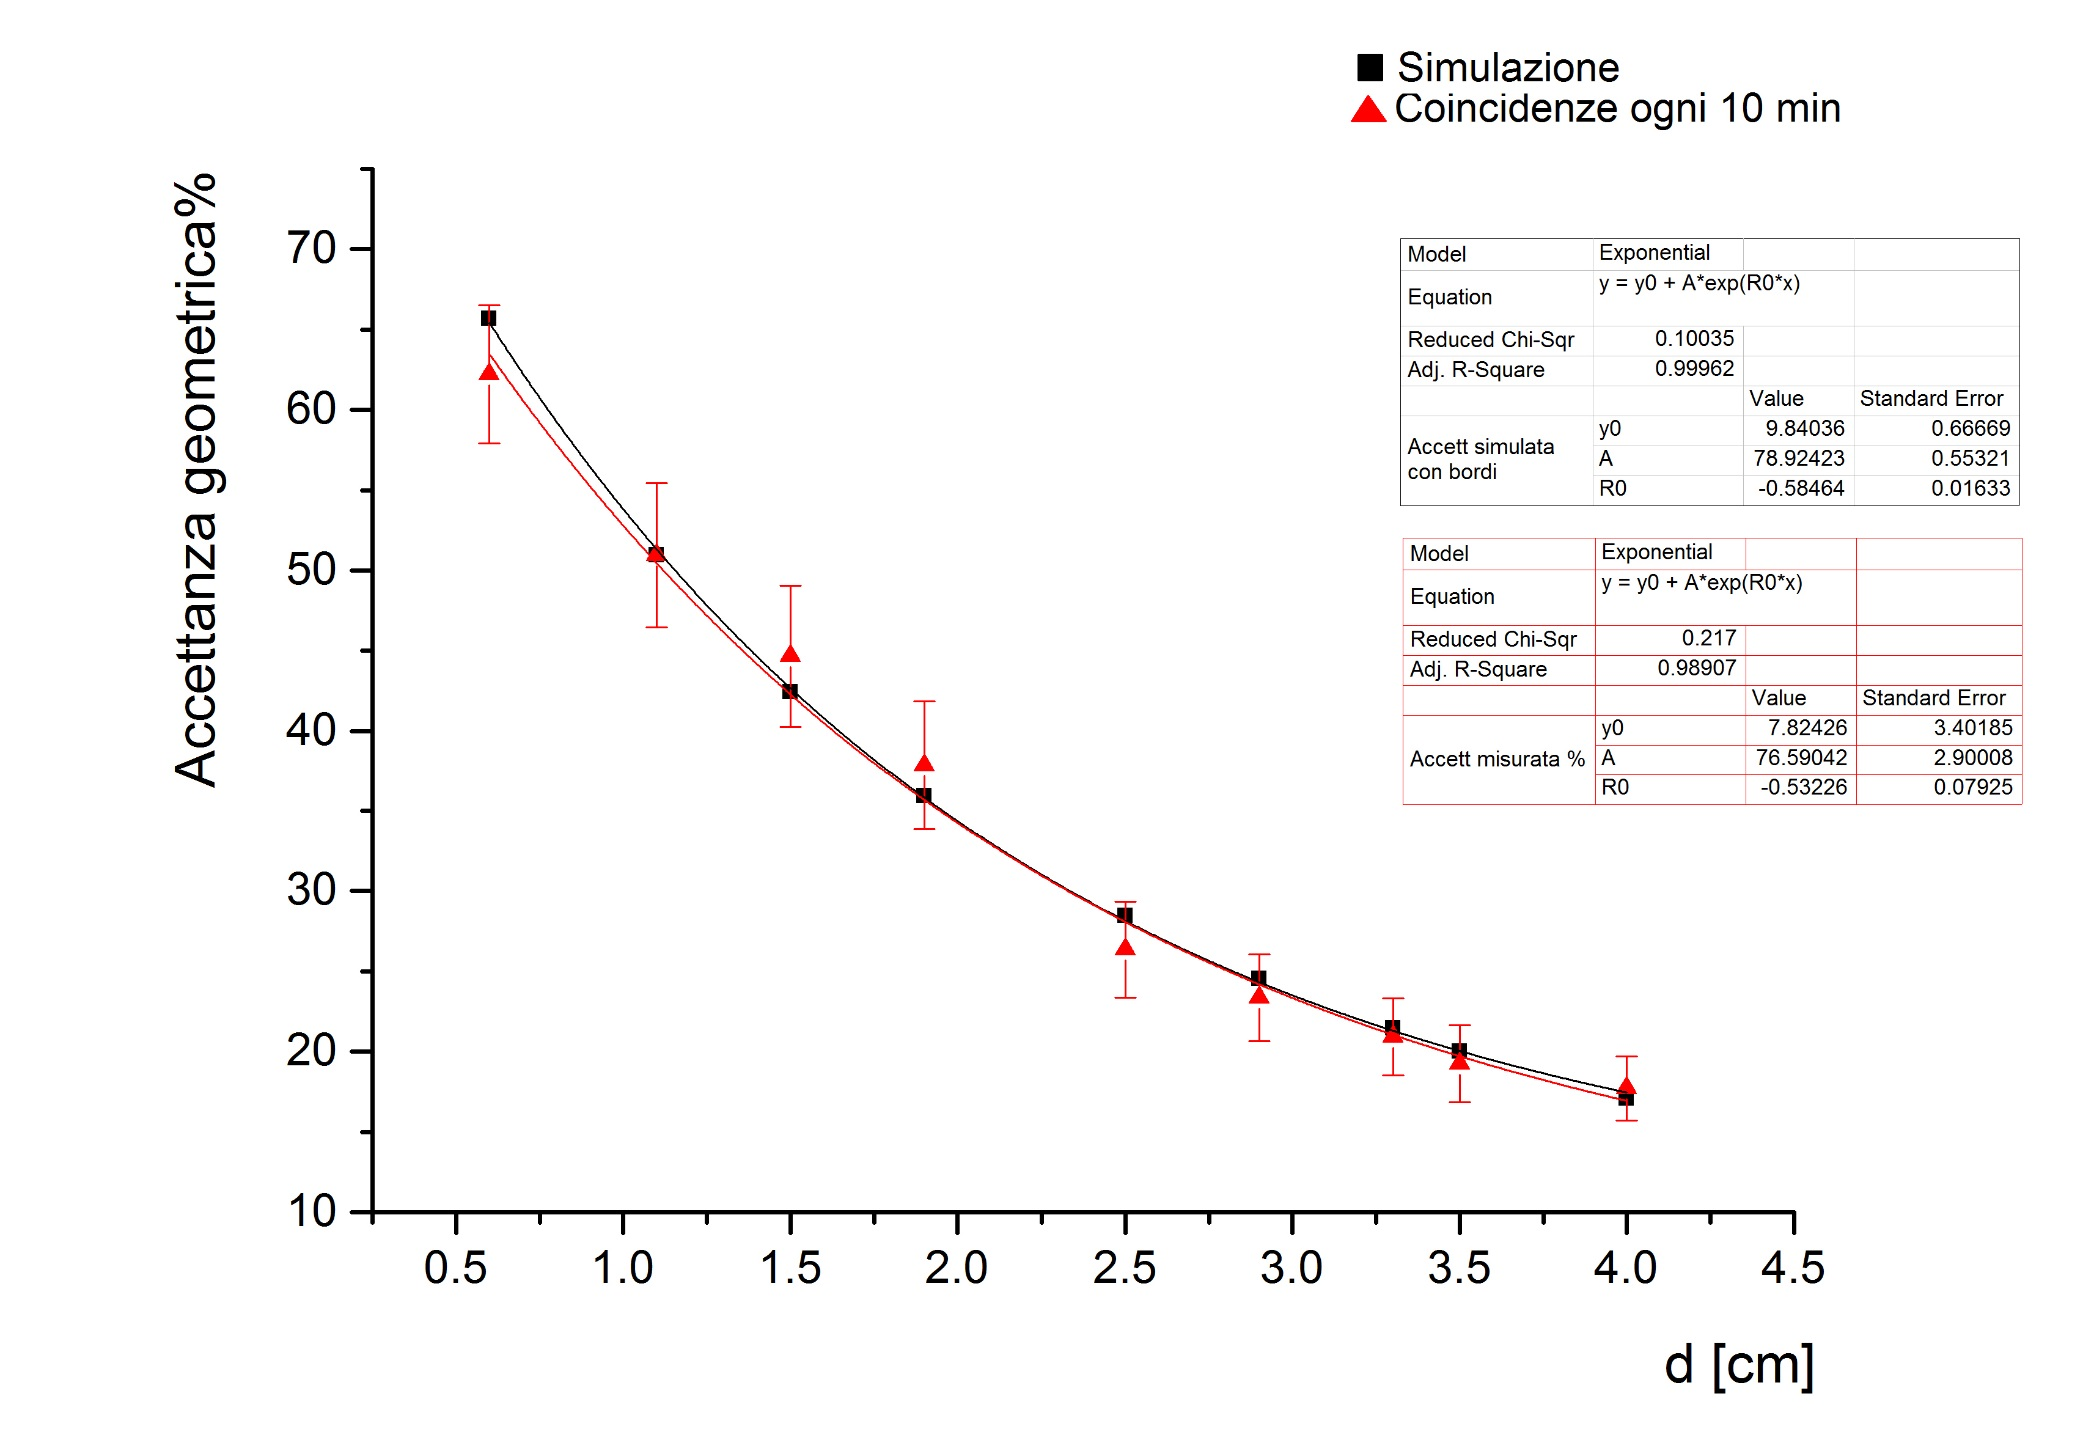 Simulazione
Coincidenze ogni 10 min
Accettanza geometrica%
70
60
50
40
30
20
10
0.5 1.0 1.5 2.0 2.5 3.0 3.5 4.0 4.5
d [cm]
Model Exponential
Equation y = y0 + A*exp(R0*x)
Reduced Chi-Sqr 0.10035
Adj. R-Square 0.99962
Value Standard Error
Accett simulata con bordi y0 9.84036 0.66669
A 78.92423 0.55321
R0 -0.58464 0.01633
Model Exponential
Equation y = y0 + A*exp(R0*x)
Reduced Chi-Sqr 0.217
Adj. R-Square 0.98907
Value Standard Error
Accett misurata % y0 7.82426 3.40185
A 76.59042 2.90008
R0 -0.53226 0.07925